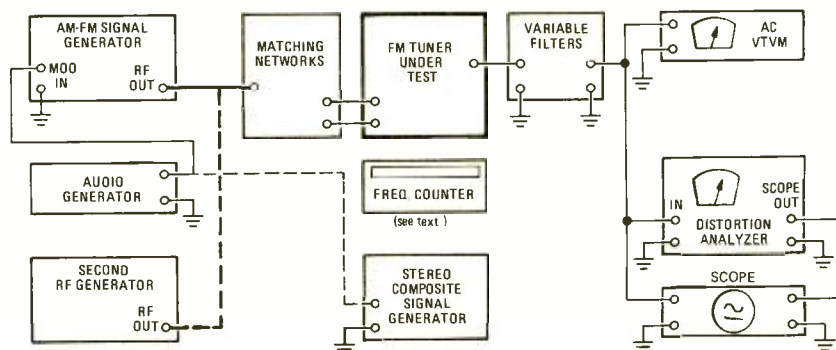 AM-FM SIGNAL
GENERATOR
MOD
IN
RF
OUT
MATCHING
NETWORKS
FM TUNER
UNDER
TEST
VARIABLE
FILTERS
AC
VTVM
AUDIO
GENERATOR
FREQ. COUNTER
(see text)
IN
SCOPE
OUT
DISTORTION
ANALYZER
SECOND
RF GENERATOR
RF
OUT
STEREO
COMPOSITE
SIGNAL
GENERATOR
SCOPE